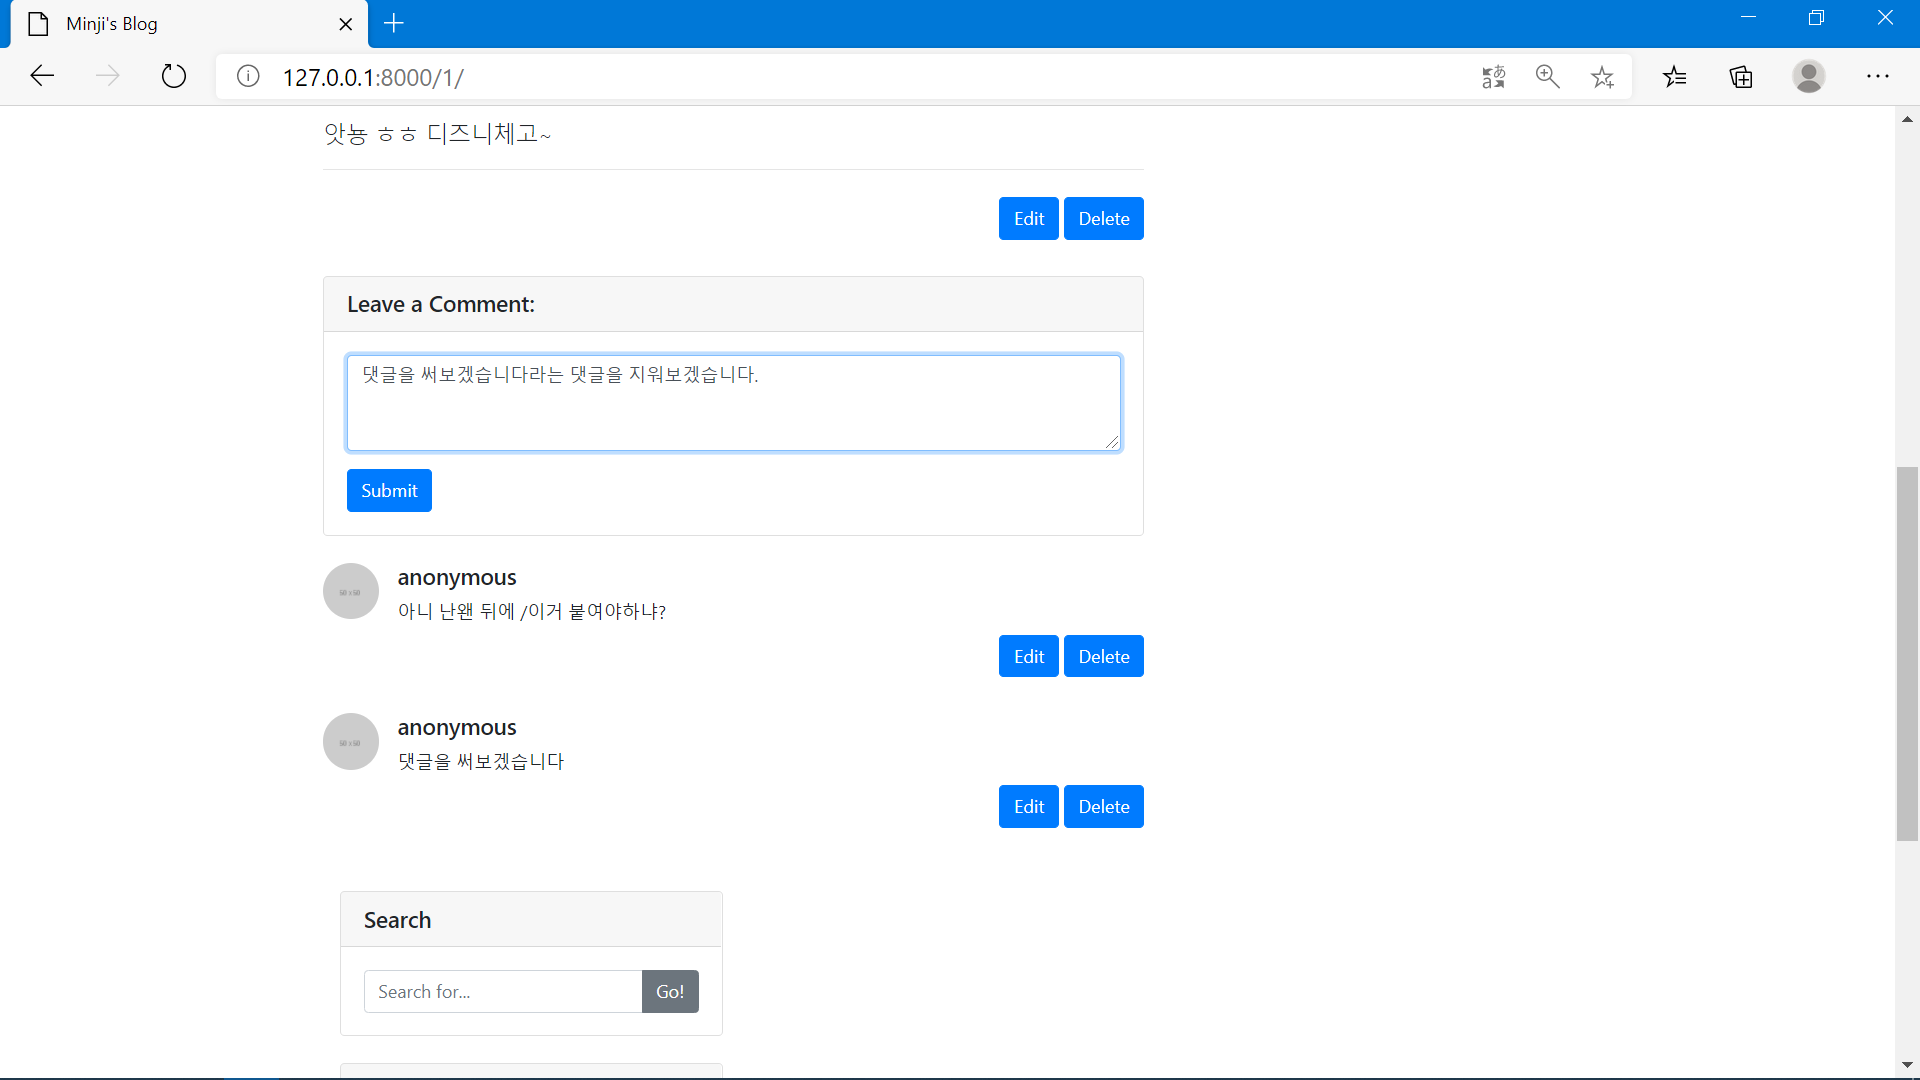 Minji's Blog
127.0.0.1:8000/1/
앗뇽 ㅎㅎ 디즈니체고~
Edit Delete
Leave a Comment:
댓글을 써보겠습니다라는 댓글을 지워보겠습니다.
Submit
anonymous
아니 난왠 뒤에 /이거 붙여야하냐?
Edit Delete
anonymous
댓글을 써보겠습니다
Edit Delete
Search
Search for... Go!